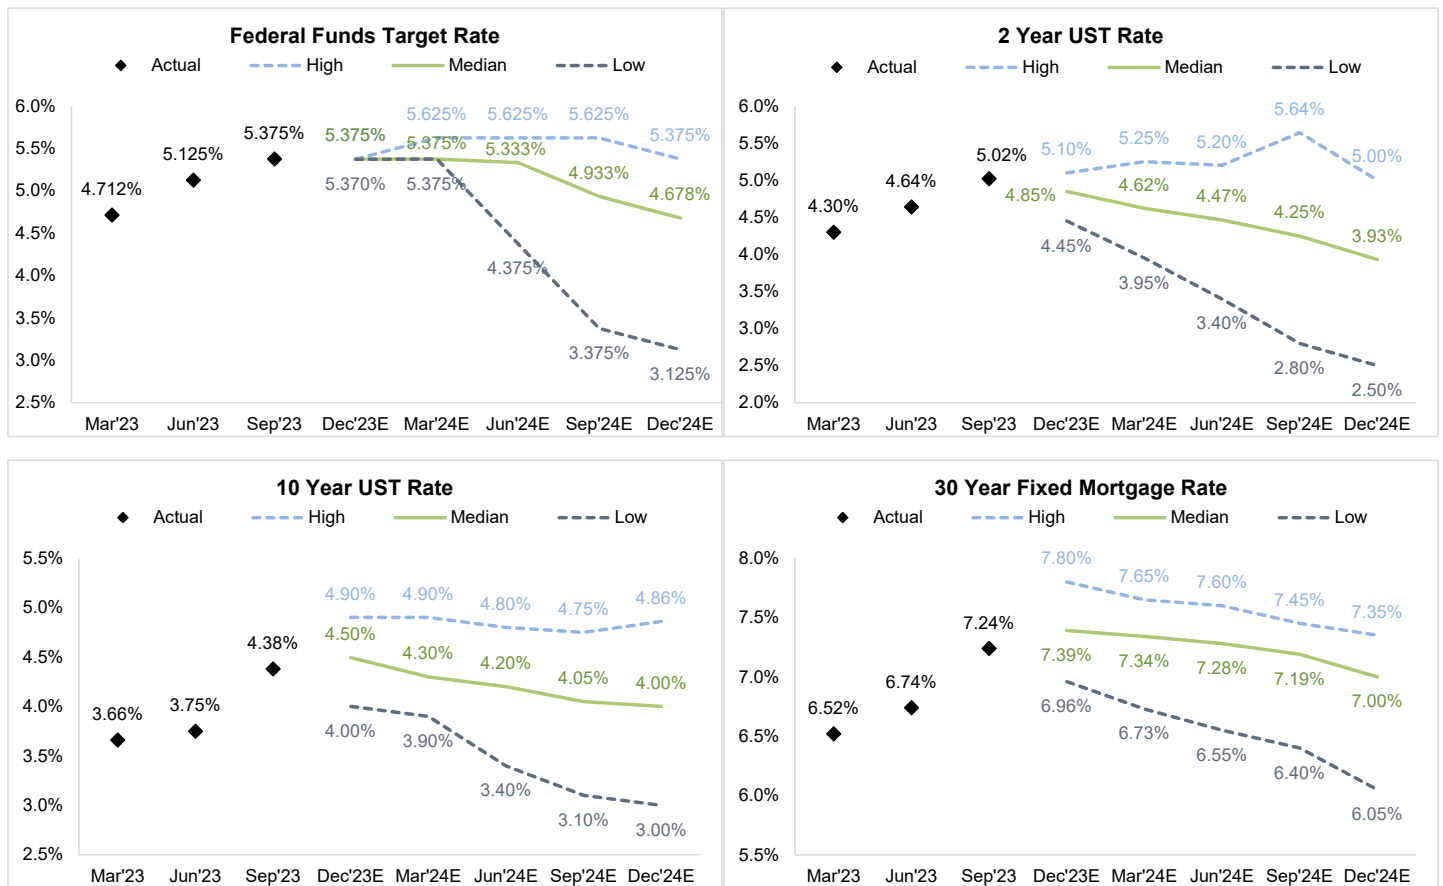 Federal Funds Target Rate
Actual High Median Low
6.0%
5.5%
5.0%
4.5%
4.0%
3.5%
3.0%
2.5%
4.712%
5.125%
5.375%
5.375% 5.625% 5.625% 5.625% 5.375%
5.375% 5.333% 4.933% 4.678%
5.370% 5.375% 4.375% 3.375% 3.125%
Mar'23 Jun'23 Sep'23 Dec'23E Mar'24E Jun'24E Sep'24E Dec'24E
2 Year UST Rate
Actual High Median Low
6.0%
5.5%
5.0%
4.5%
4.0%
3.5%
3.0%
2.5%
2.0%
4.30%
4.64%
5.02%
5.10% 5.25% 5.20% 5.64% 5.00%
4.85% 4.62% 4.47% 4.25% 3.93%
4.45% 3.95% 3.40% 2.80% 2.50%
Mar'23 Jun'23 Sep'23 Dec'23E Mar'24E Jun'24E Sep'24E Dec'24E
10 Year UST Rate
Actual High Median Low
5.5%
5.0%
4.5%
4.0%
3.5%
3.0%
2.5%
3.66%
3.75%
4.38%
4.90% 4.90% 4.80% 4.75% 4.86%
4.50% 4.30% 4.20% 4.05% 4.00%
4.00% 3.90% 3.40% 3.10% 3.00%
Mar'23 Jun'23 Sep'23 Dec'23E Mar'24E Jun'24E Sep'24E Dec'24E
30 Year Fixed Mortgage Rate
Actual High Median Low
8.0%
7.5%
7.0%
6.5%
6.0%
5.5%
6.52%
6.74%
7.24%
7.80% 7.65% 7.60% 7.45% 7.35%
7.39% 7.34% 7.28% 7.19% 7.00%
6.96% 6.73% 6.55% 6.40% 6.05%
Mar'23 Jun'23 Sep'23 Dec'23E Mar'24E Jun'24E Sep'24E Dec'24E